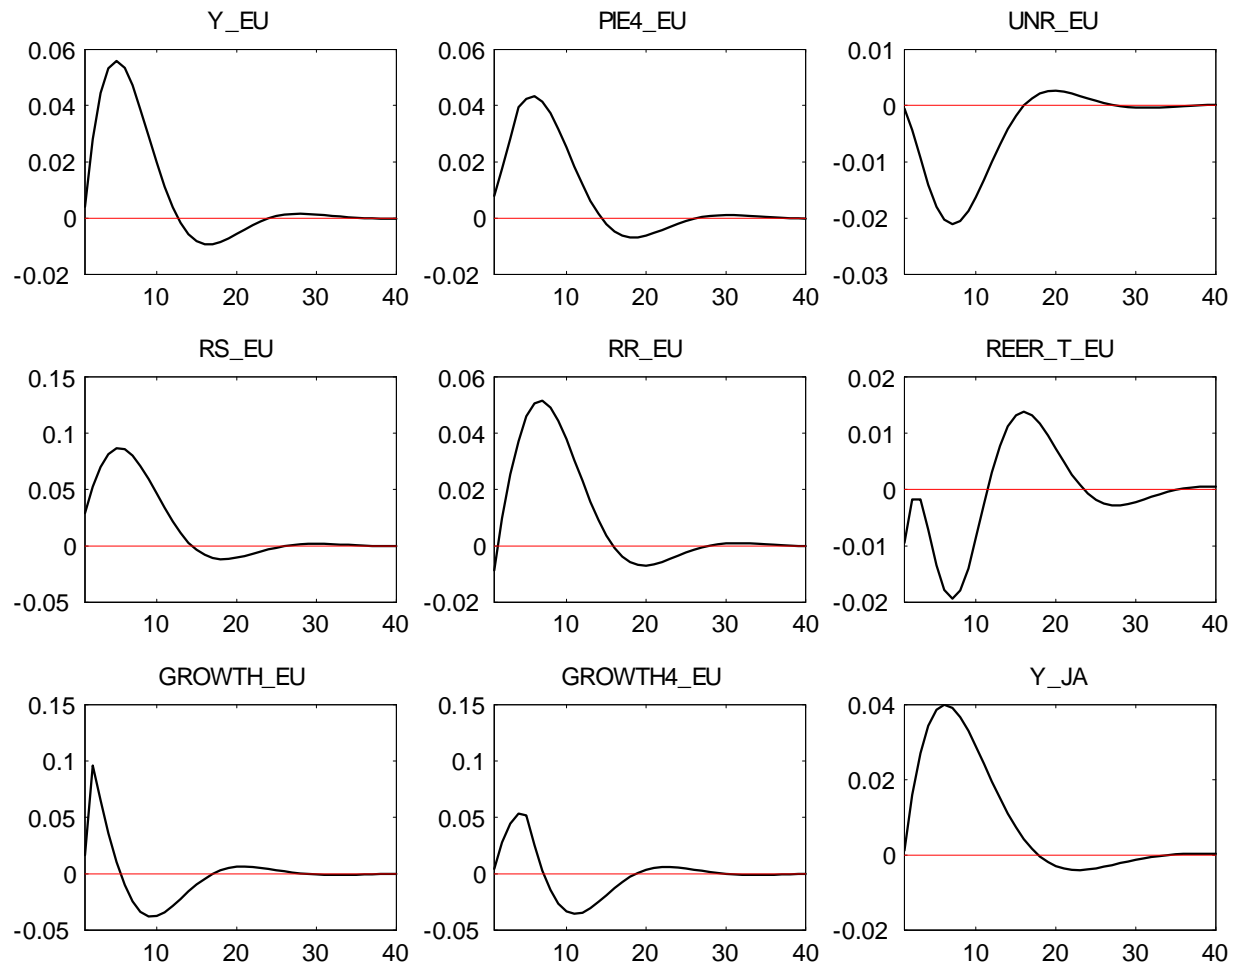 Y_EU PIE4_EU UNR_EU
0.06 0.06 0.01
0.04 0.04 0
0.02 0.02 -0.01
0 0 -0.02
-0.02 -0.02 -0.03
10 20 30 40 10 20 30 40 10 20 30 40
RS_EU RR_EU REER_T_EU
0.15 0.06 0.02
0.1 0.04 0.01
0.05 0.02 0
0 0 -0.01
-0.05 -0.02 -0.02
10 20 30 40 10 20 30 40 10 20 30 40
GROWTH_EU GROWTH4_EU Y_JA
0.15 0.15 0.04
0.1 0.1 0.02
0.05 0.05
0 0 0
-0.05 -0.05 -0.02
10 20 30 40 10 20 30 40 10 20 30 40